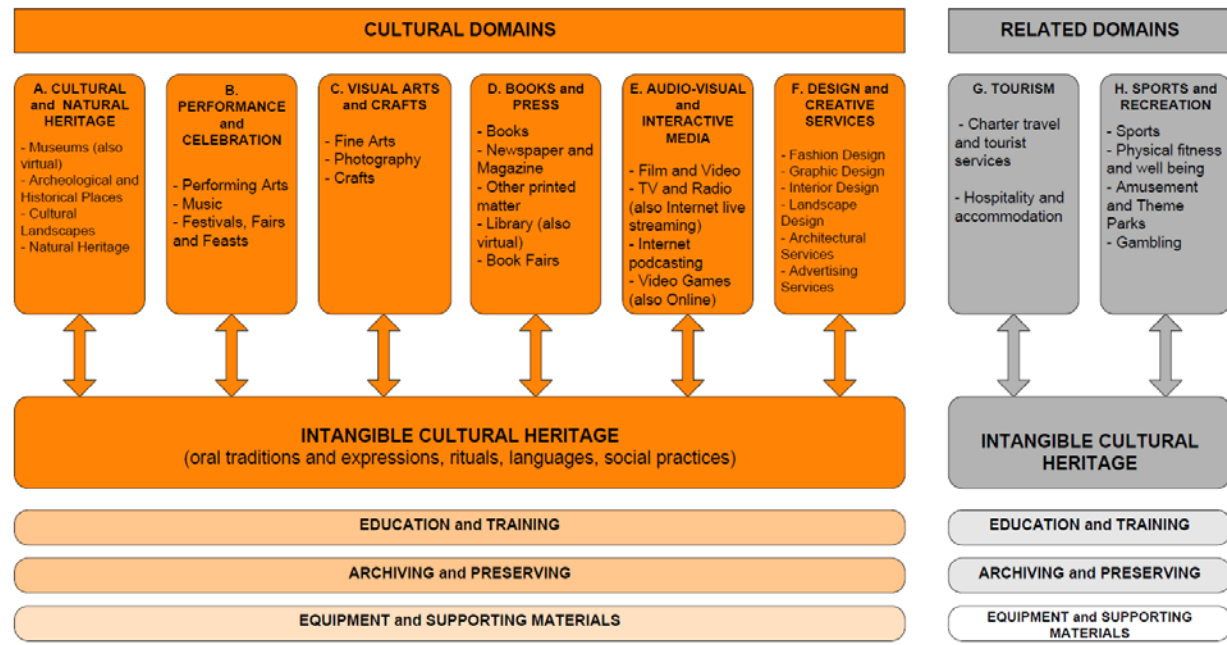 CULTURAL DOMAINS
A. CULTURAL
and NATURAL
HERITAGE
- Museums (also
virtual)
- Archeological and
Historical Places
- Cultural
Landscapes
- Natural Heritage
B.
PERFORMANCE
and
CELEBRATION
- Performing Arts
- Music
- Festivals, Fairs
and Feasts
C. VISUAL ARTS
and CRAFTS
- Fine Arts
- Photography
- Crafts
D. BOOKS and
PRESS
- Books
- Newspaper and
Magazine
- Other printed
matter
- Library (also
virtual)
- Book Fairs
E. AUDIO-VISUAL
and
INTERACTIVE
MEDIA
- Film and Video
- TV and Radio
(also Internet live
streaming)
- Internet
podcasting
- Video Games
(also Online)
F. DESIGN and
CREATIVE
SERVICES
- Fashion Design
- Graphic Design
- Interior Design
- Landscape
Design
- Architectural
Services
- Advertising
Services
INTANGIBLE CULTURAL HERITAGE
(oral traditions and expressions, rituals, languages, social practices)
EDUCATION and TRAINING
ARCHIVING and PRESERVING
EQUIPMENT and SUPPORTING MATERIALS
RELATED DOMAINS
G. TOURISM
- Charter travel
and tourist
services
- Hospitality and
accommodation
H. SPORTS and
RECREATION
- Sports
- Physical fitness
and well being
- Amusement
and Theme
Parks
- Gambling
INTANGIBLE CULTURAL
HERITAGE
EDUCATION and TRAINING
ARCHIVING and PRESERVING
EQUIPMENT and SUPPORTING
MATERIALS